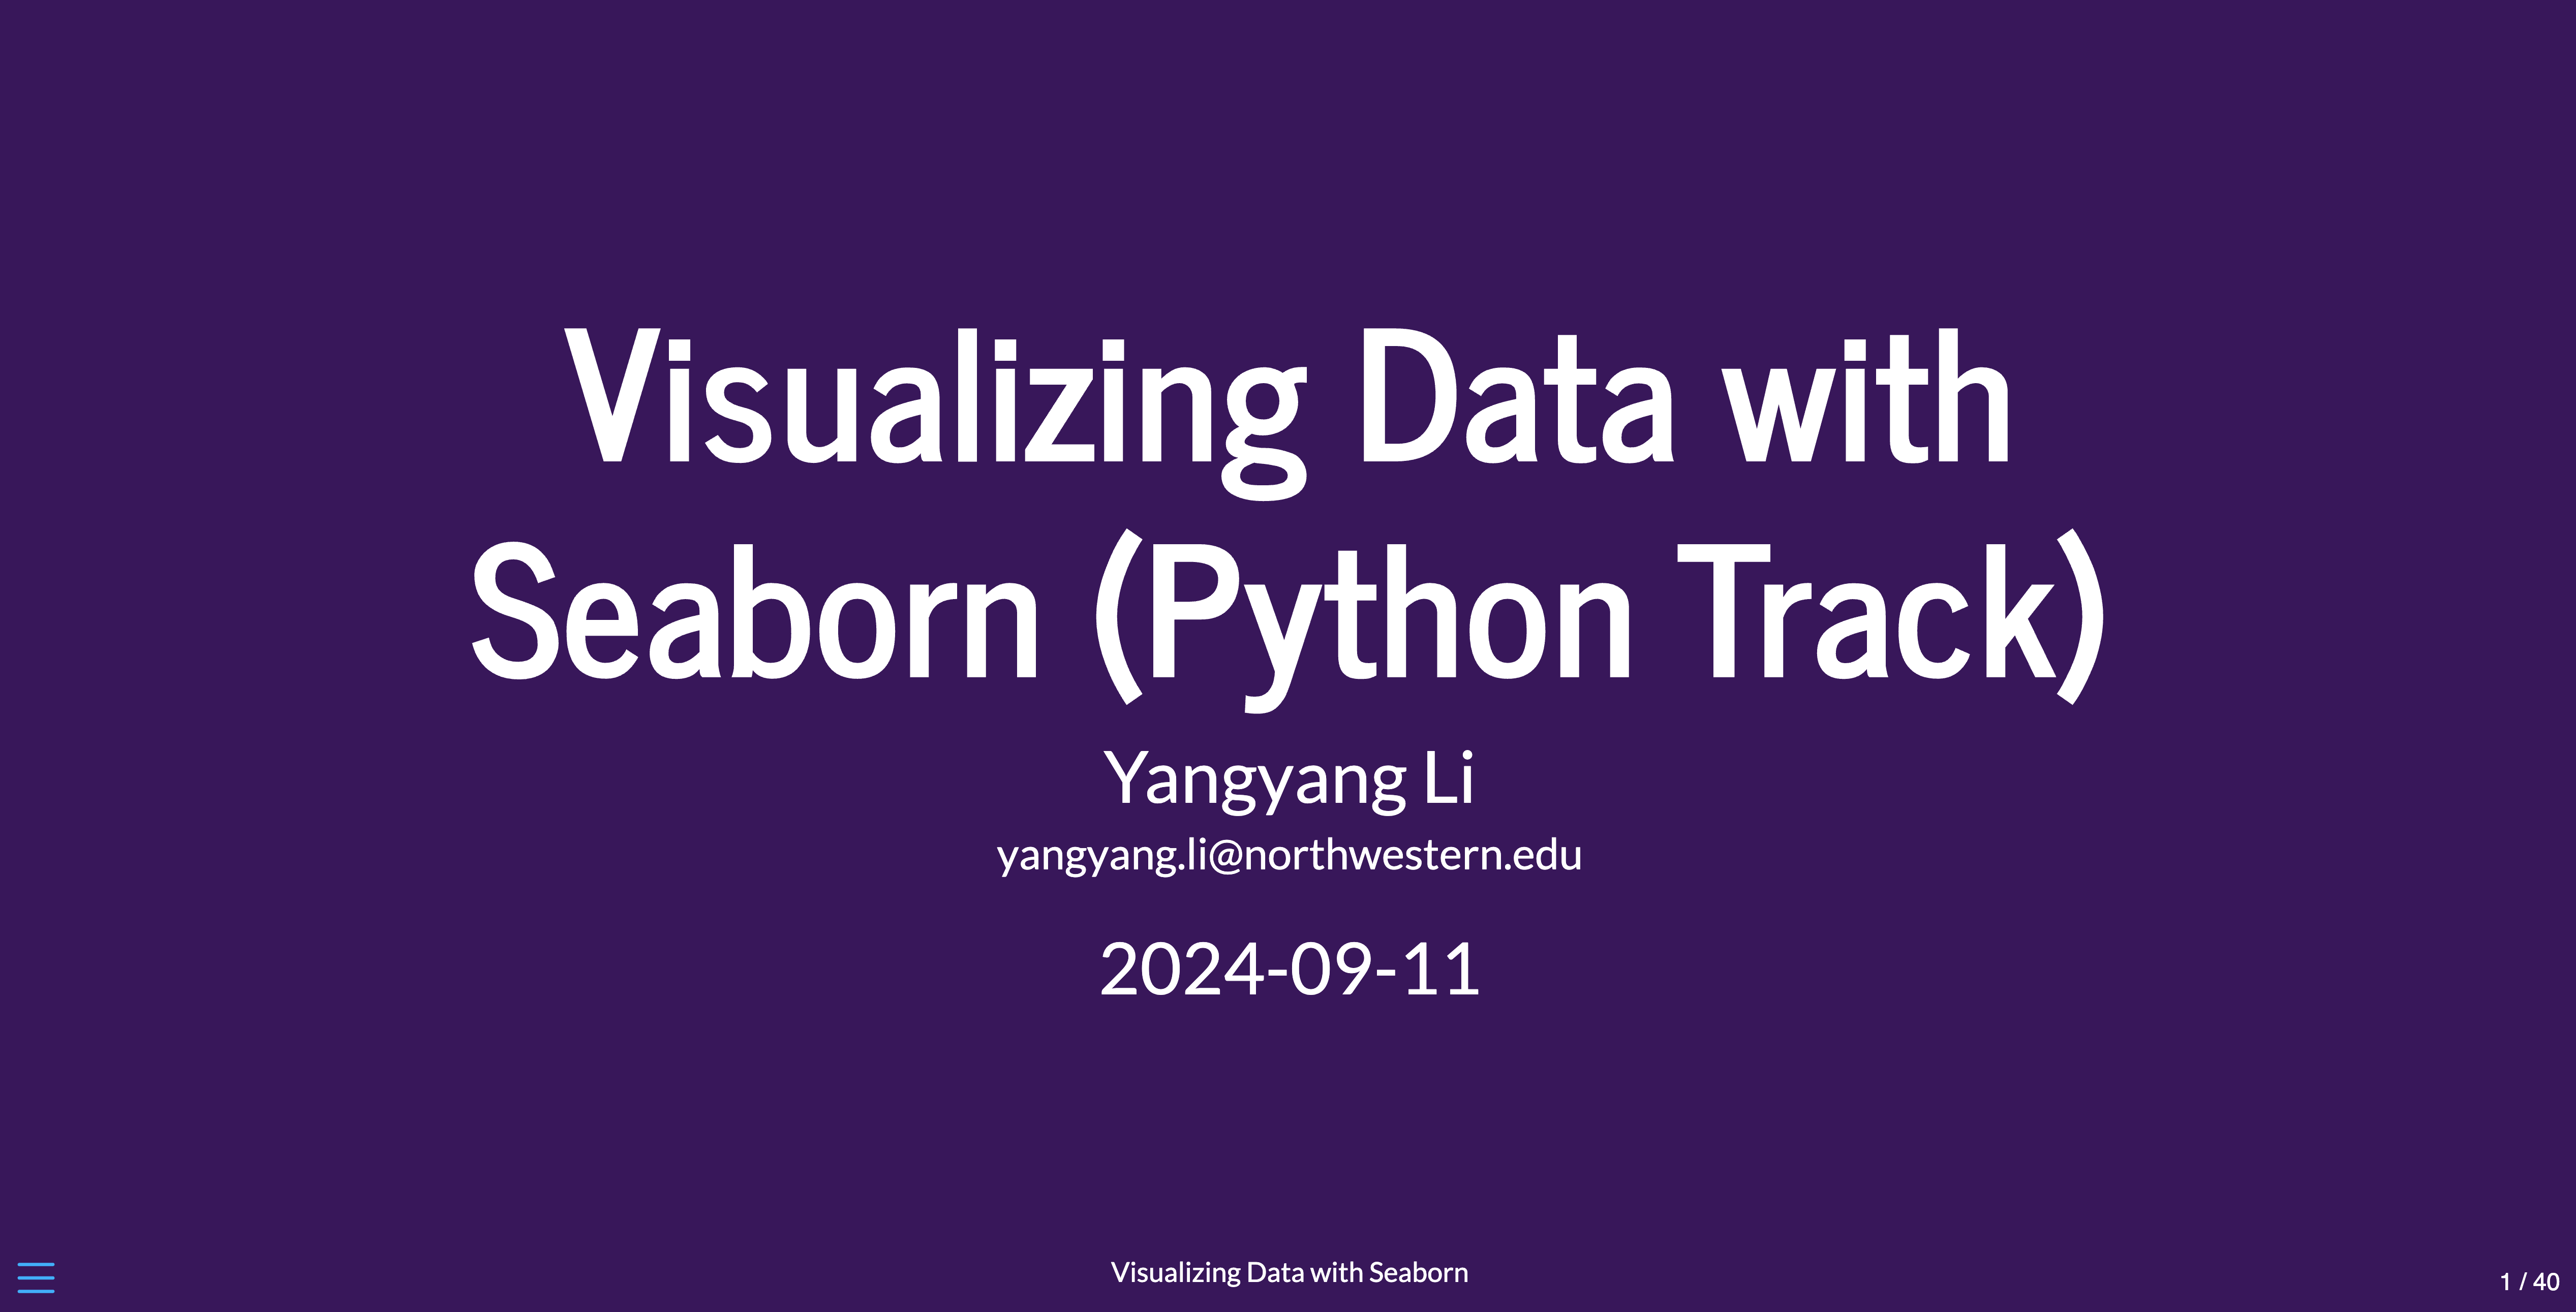 Visualizing Data with
Seaborn (Python Track)
Yangyang Li
yangyang.li@northwestern.edu
2024-09-11
Visualizing Data with Seaborn
1 / 40